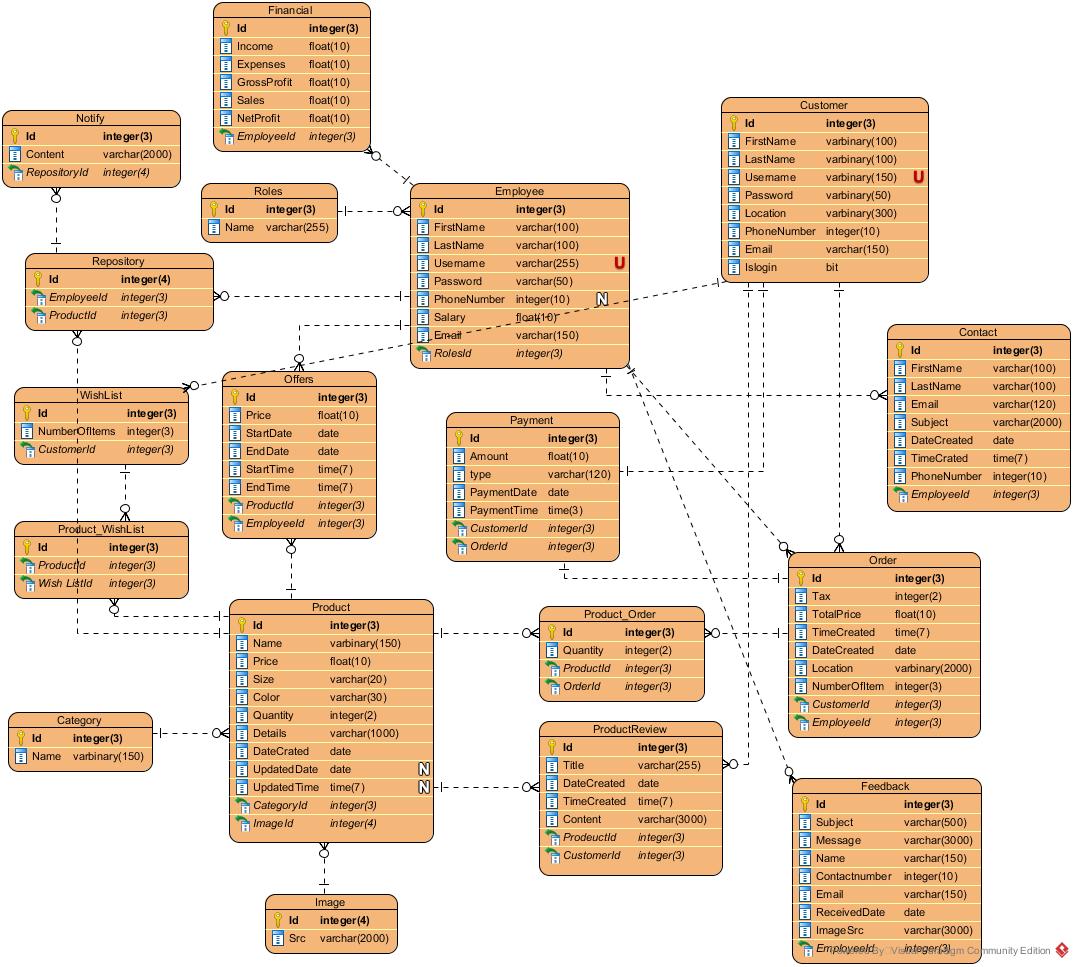 Financial
Id integer(3)
Income float(10)
Expenses float(10)
GrossProfit float(10)
Sales float(10)
NetProfit float(10)
EmployeeId integer(3)
Notify
Id integer(3)
Content varchar(2000)
RepositoryId integer(4)
Roles
Id integer(3)
Name varchar(255)
Employee
Id integer(3)
FirstName varchar(100)
LastName varchar(100)
Username varchar(255) U
Password varchar(50)
PhoneNumber integer(10) N
Salary float(10)
Email varchar(150)
RolesId integer(3)
Customer
Id integer(3)
FirstName varbinary(100)
LastName varbinary(100)
Username varbinary(150) U
Password varbinary(50)
Location varbinary(300)
PhoneNumber integer(10)
Email varchar(150)
Islogin bit
Repository
Id integer(4)
EmployeeId integer(3)
ProductId integer(3)
Contact
Id integer(3)
FirstName varchar(100)
LastName varchar(100)
Email varchar(120)
Subject varchar(2000)
DateCreated date
TimeCrated time(7)
PhoneNumber integer(10)
EmployeeId integer(3)
WishList
Id integer(3)
NumberOfItems integer(3)
CustomerId integer(3)
Offers
Id integer(3)
Price float(10)
StartDate date
EndDate date
StartTime time(7)
EndTime time(7)
ProductId integer(3)
EmployeeId integer(3)
Payment
Id integer(3)
Amount float(10)
type varchar(120)
PaymentDate date
PaymentTime time(3)
CustomerId integer(3)
OrderId integer(3)
Product_WishList
Id integer(3)
ProductId integer(3)
Wish ListId integer(3)
Order
Id integer(3)
Tax integer(2)
TotalPrice float(10)
TimeCreated time(7)
DateCreated date
Location varbinary(2000)
NumberOfItem integer(3)
CustomerId integer(3)
EmployeeId integer(3)
Product
Id integer(3)
Name varbinary(150)
Price float(10)
Size varchar(20)
Color varchar(30)
Quantity integer(2)
Details varchar(1000)
DateCrated date
UpdatedDate date N
UpdatedTime time(7) N
CategoryId integer(3)
ImageId integer(4)
Product_Order
Id integer(3)
Quantity integer(2)
ProductId integer(3)
OrderId integer(3)
Category
Id integer(3)
Name varbinary(150)
ProductReview
Id integer(3)
Title varchar(255)
DateCreated date
TimeCreated time(7)
Content varchar(3000)
ProdeuctId integer(3)
CustomerId integer(3)
Feedback
Id integer(3)
Subject varchar(500)
Message varchar(3000)
Name varchar(150)
Contactnumber integer(10)
Email varchar(150)
ReceivedDate date
ImageSrc varchar(3000)
EmployeeId integer(3)
Image
Id integer(4)
Src varchar(2000)
Powered By Visual Paradigm Community Edition